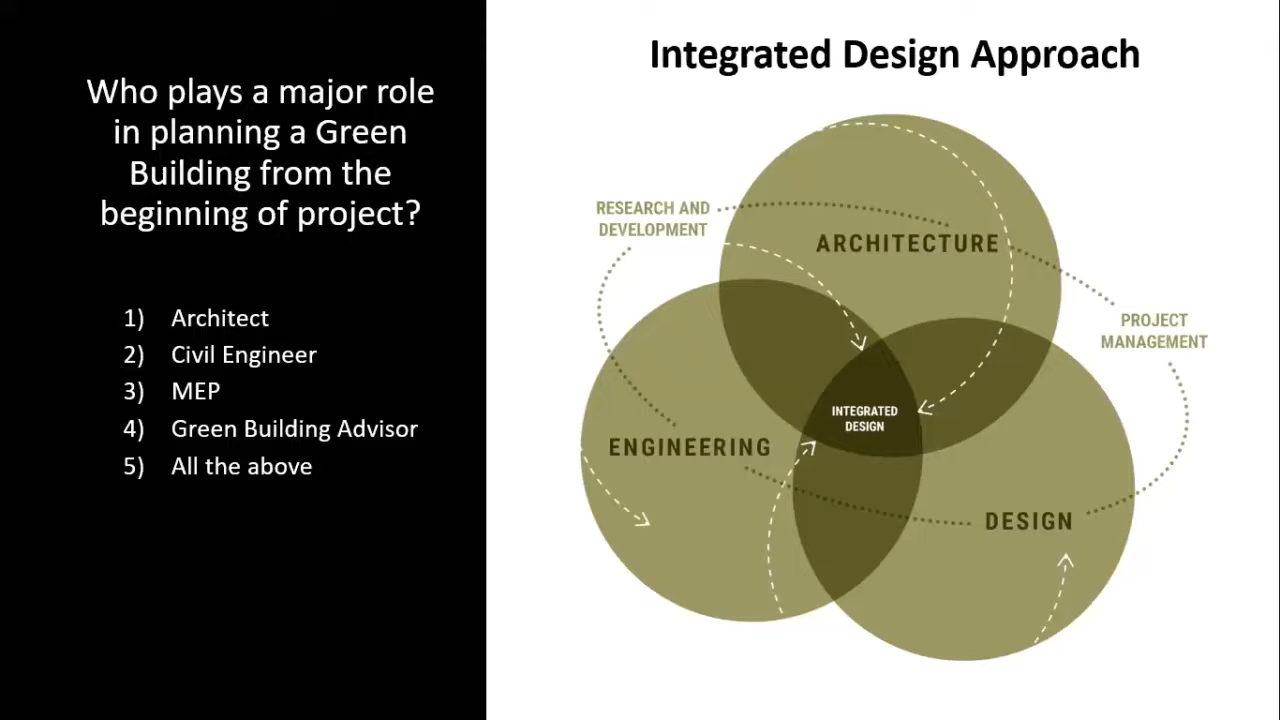 Who plays a major role
in planning a Green
Building from the
beginning of project?
1) Architect
2) Civil Engineer
3) MEP
4) Green Building Advisor
5) All the above
Integrated Design Approach
RESEARCH AND
DEVELOPMENT
ARCHITECTURE
PROJECT
MANAGEMENT
INTEGRATED
DESIGN
ENGINEERING
DESIGN